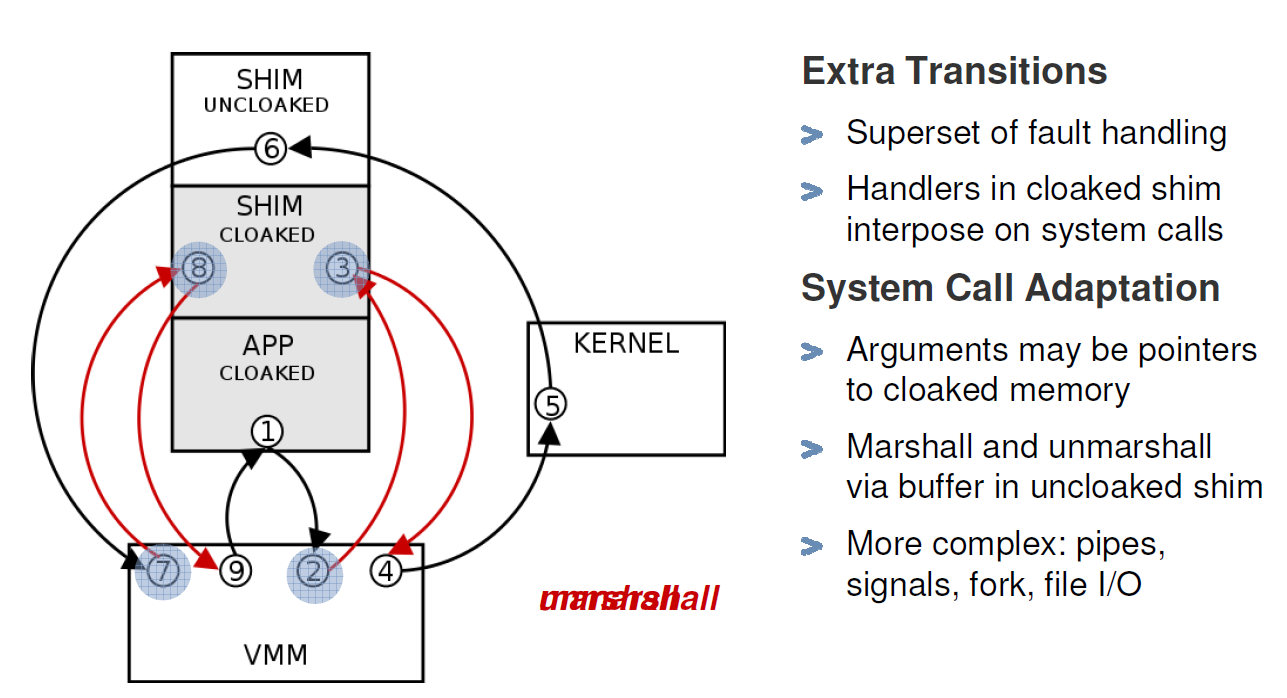 SHIM
UNCLOAKED
6
SHIM
CLOAKED
8
3
APP
CLOAKED
1
KERNEL
5
7
9
2
4
VMM
Extra Transitions
Superset of fault handling
Handlers in cloaked shim
interpose on system calls
System Call Adaptation
Arguments may be pointers
to cloaked memory
Marshall and unmarshall
via buffer in uncloaked shim
More complex: pipes,
signals, fork, file I/O